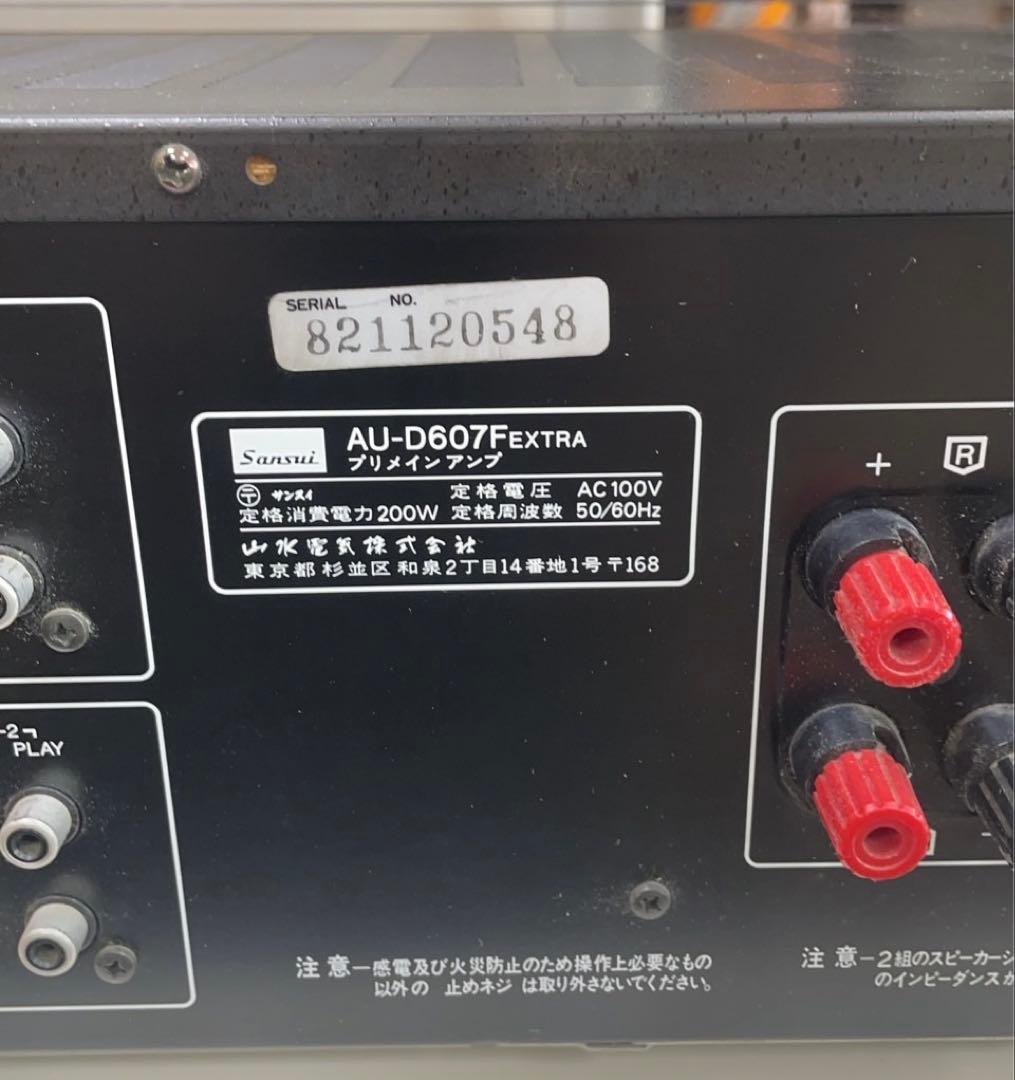 SERIAL NO.
821120548
Sansui AU-D607F EXTRA
プリメインアンプ
〒 サンスイ 定格電圧 AC100V
定格消費電力200W 定格周波数 50/60Hz
山水電気株式会社
東京都杉並区和泉2丁目14番地1号〒168
+ R
-2
PLAY
-
注意－感電及び火災防止のため操作上必要なもの
以外の 止めネジ は取り外さないでください。
注意－2組のスピーカーシ
のインピーダンスが